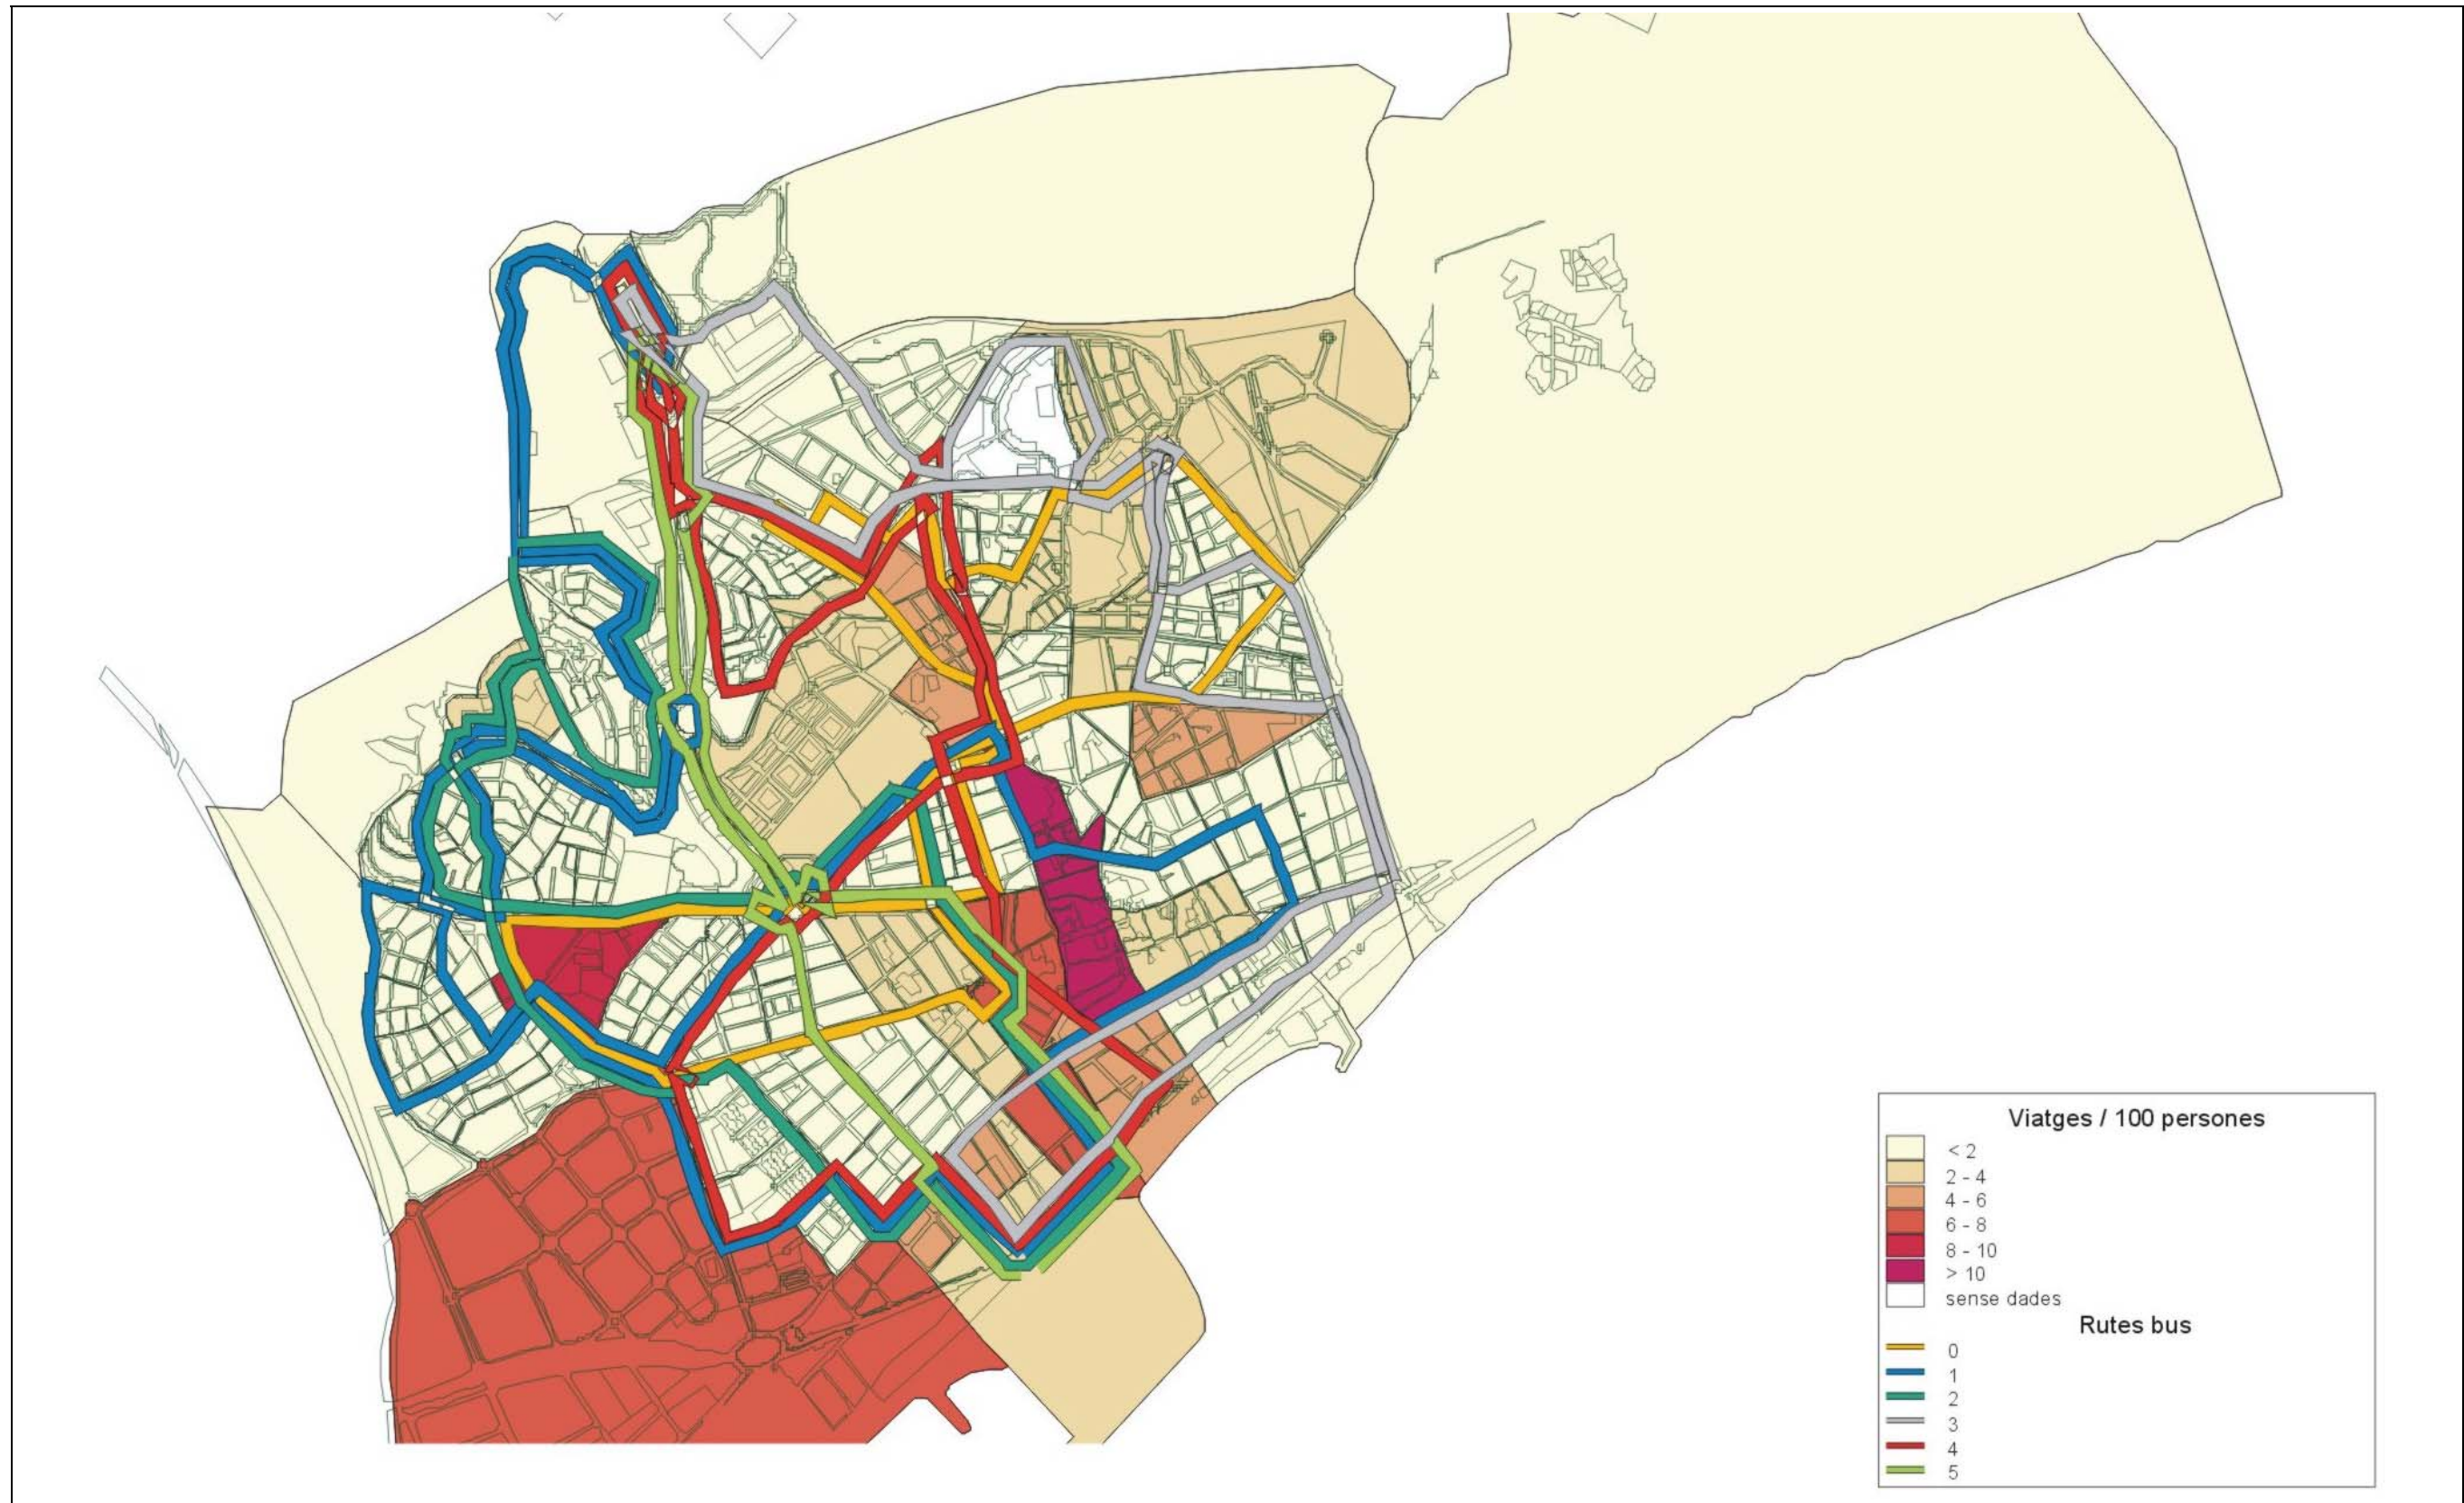 Viatges / 100 persones
< 2
2 - 4
4 - 6
6 - 8
8 - 10
> 10
sense dades
Rutes bus
0
1
2
3
4
5